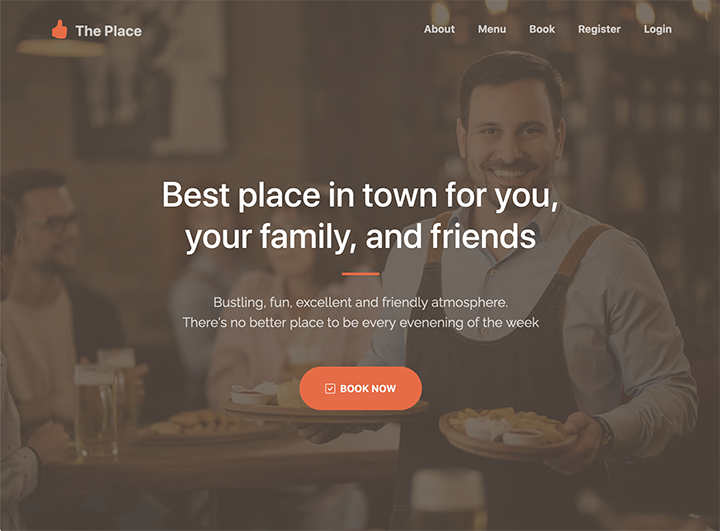 The Place
About Menu Book Register Login
Best place in town for you,
your family, and friends
Bustling, fun, excellent and friendly atmosphere.
There's no better place to be every evenening of the week
BOOK NOW